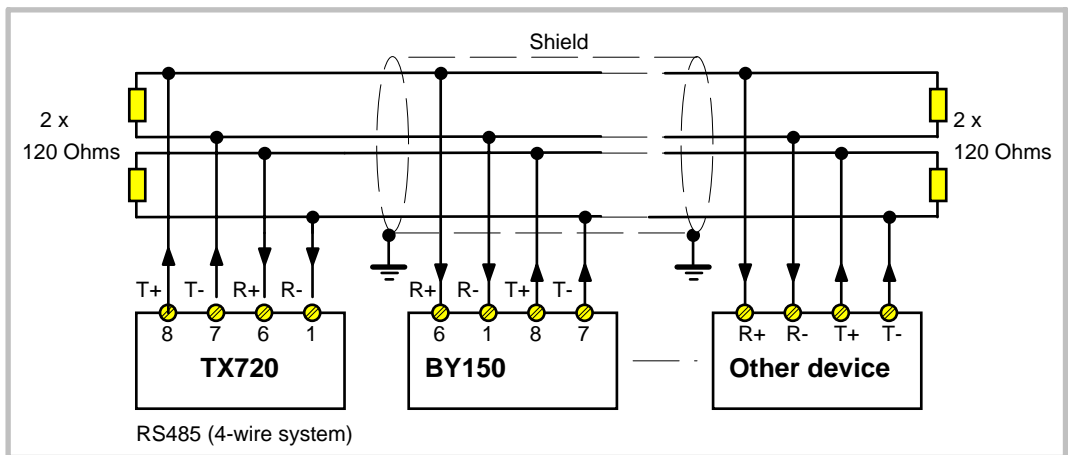 Shield
2 x
120 Ohms
2 x
120 Ohms
T+ T- R+ R-
R+ R- T+ T-
8 7 6 1
6 1 8 7
R+ R- T+ T-
TX720
BY150
Other device
RS485 (4-wire system)